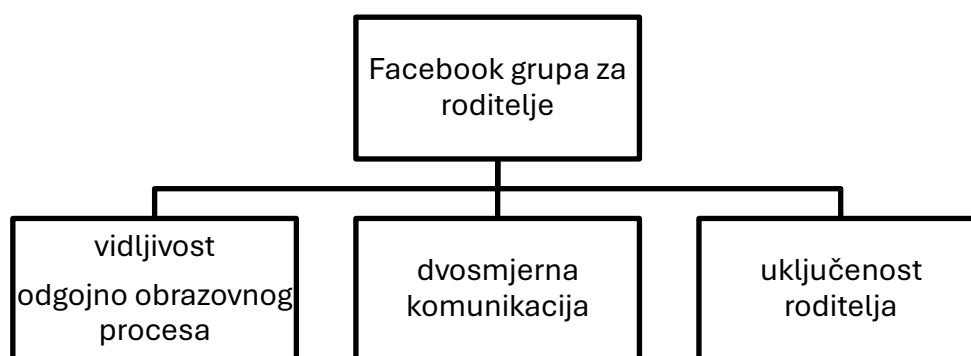 Facebook grupa za
roditelje
vidljivost
odgojno obrazovnog
procesa
dvosmjerna
komunikacija
uključenost
roditelja